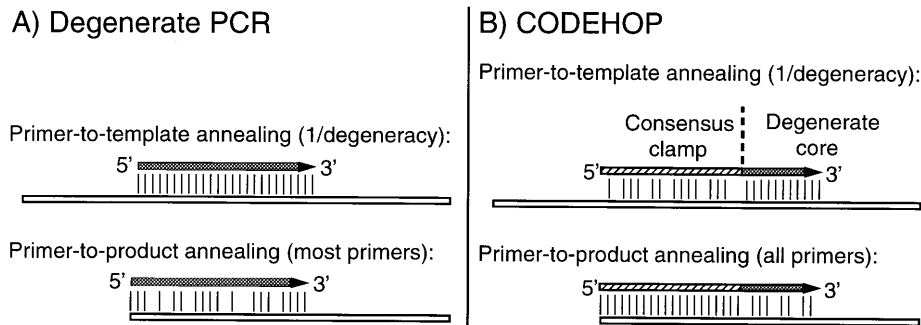 A) Degenerate PCR
Primer-to-template annealing (1/degeneracy):
5’ 3’
Primer-to-product annealing (most primers):
5’ 3’
B) CODEHOP
Primer-to-template annealing (1/degeneracy):
Consensus Degenerate
clamp core
5’ 3’
Primer-to-product annealing (all primers):
5’ 3’